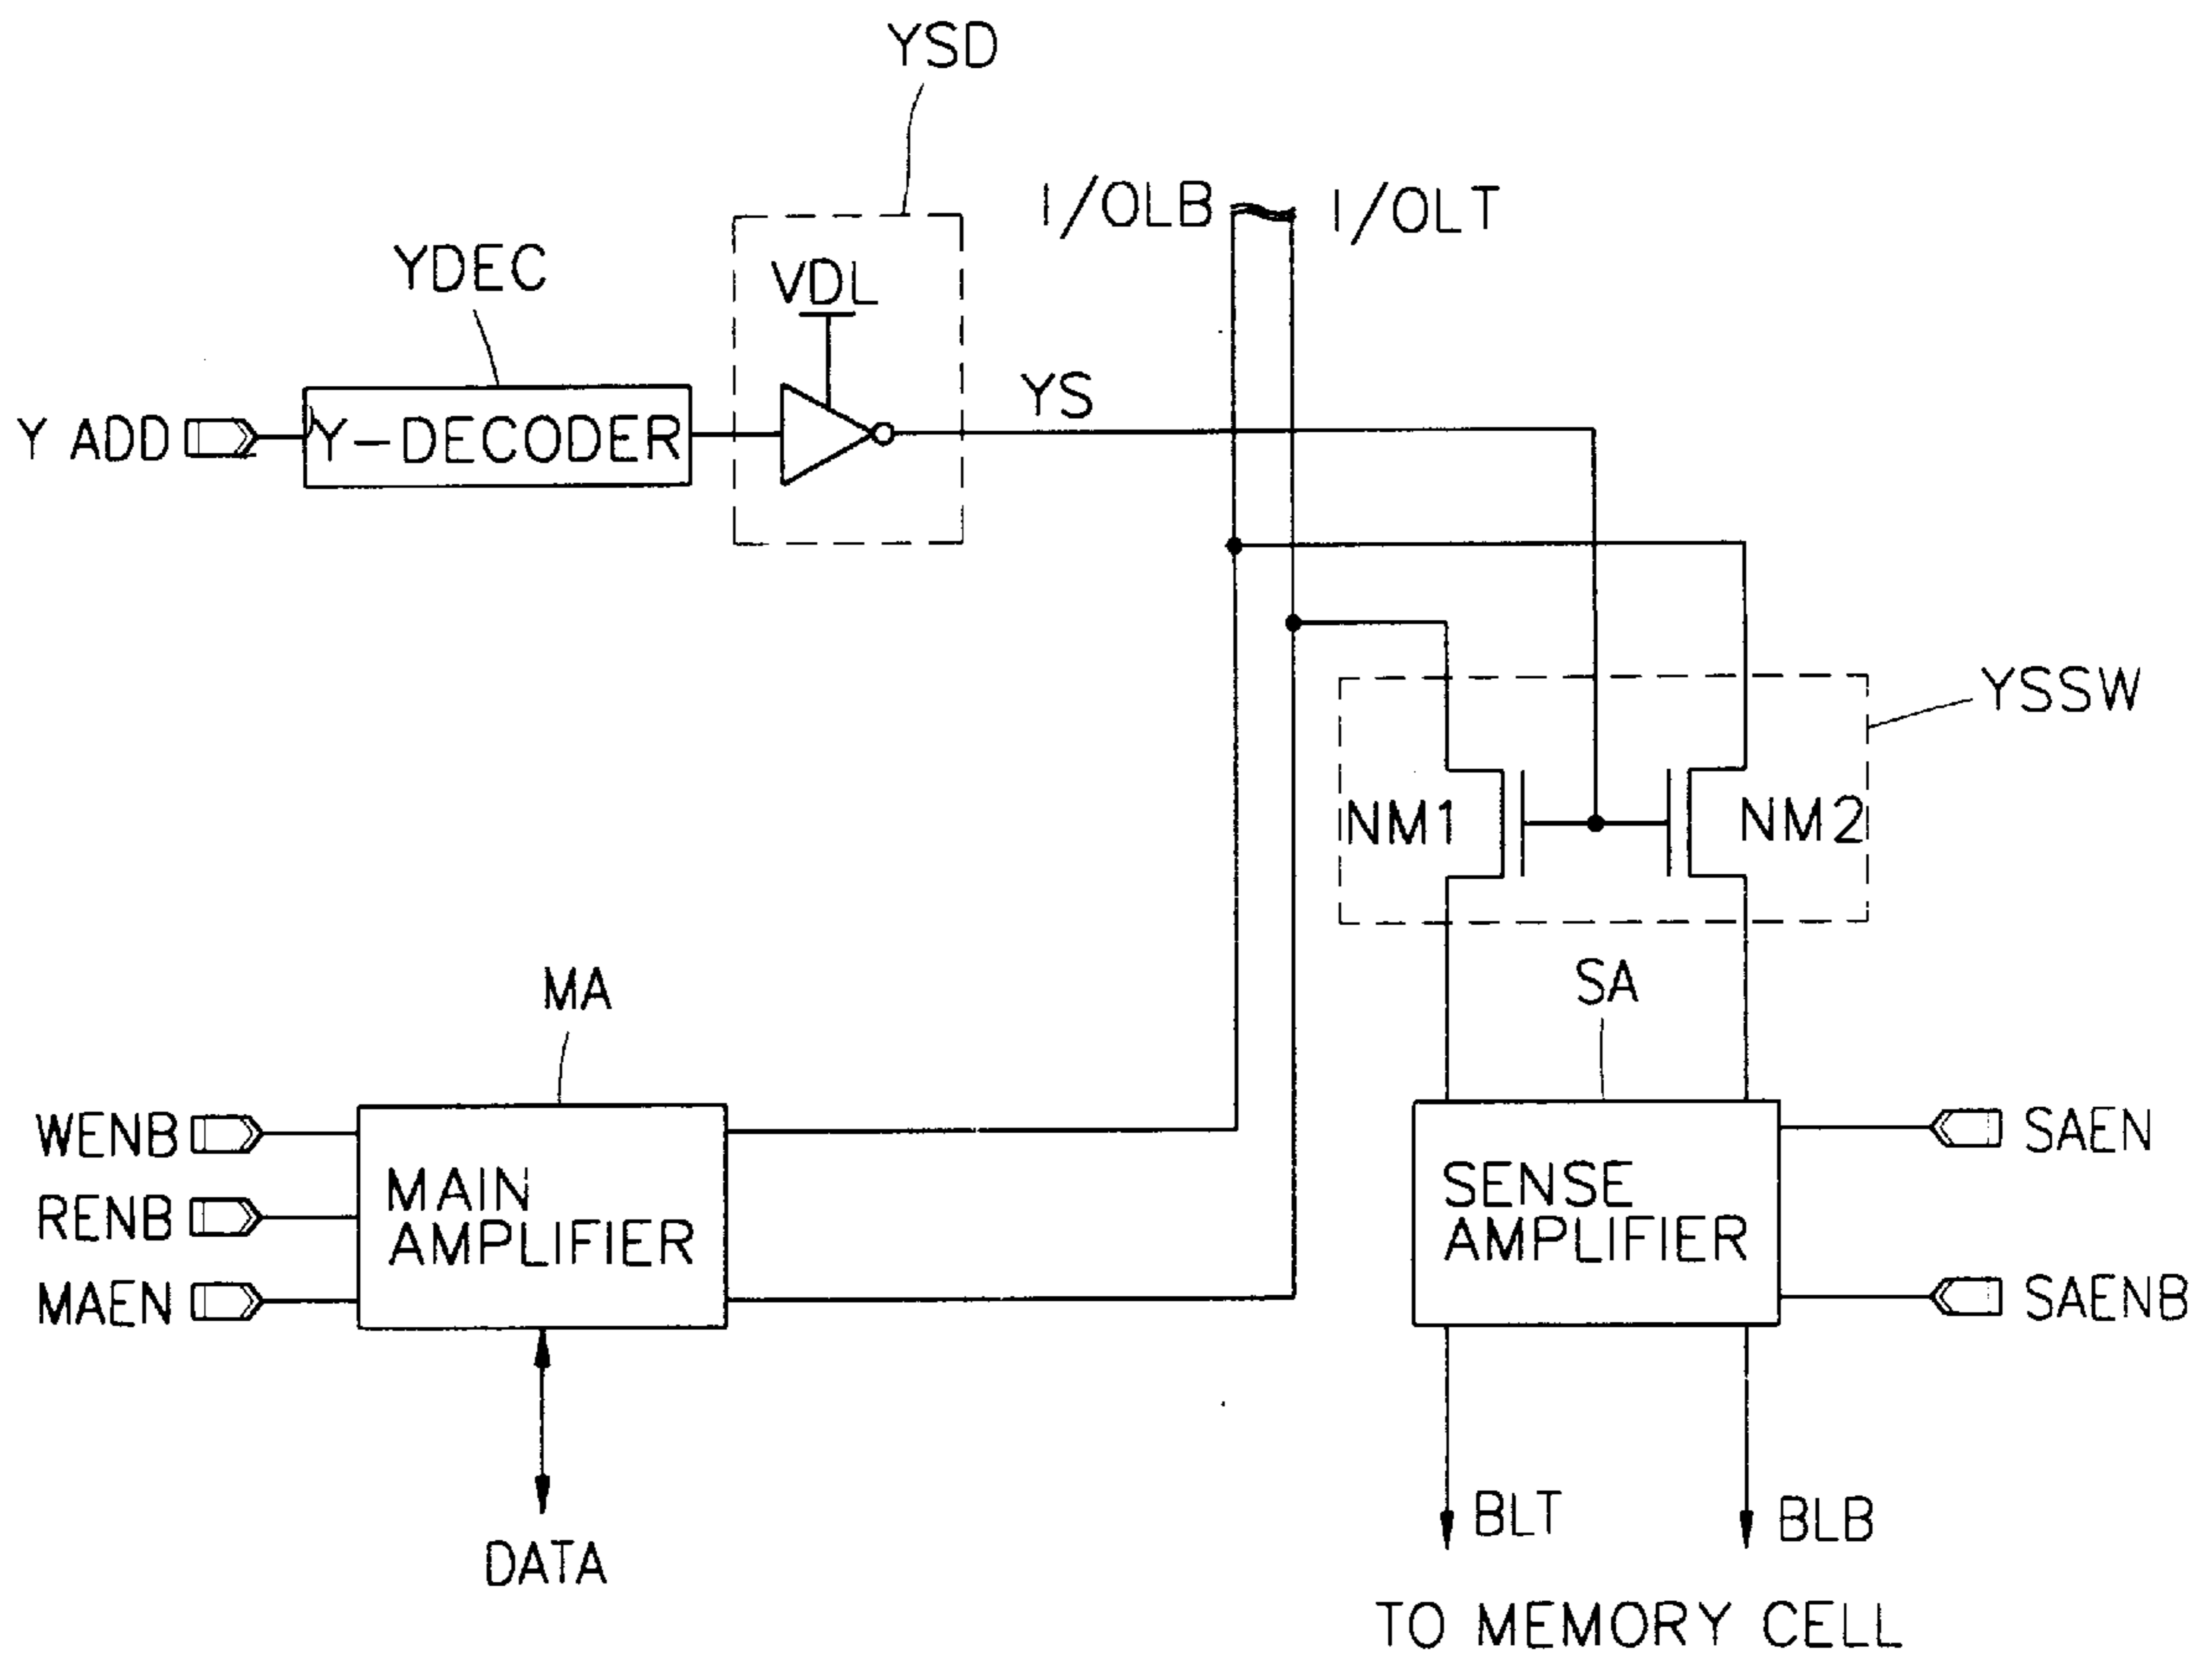 YSD
I/OLB
I/OLT
YDEC
VDL
YS
Y ADD
Y-DECODER
YSSW
NM1
NM2
MA
SA
WENB
RENB
MAEN
MAIN
AMPLIFIER
SENSE
AMPLIFIER
SAEN
SAENB
DATA
BLT
BLB
TO MEMORY CELL